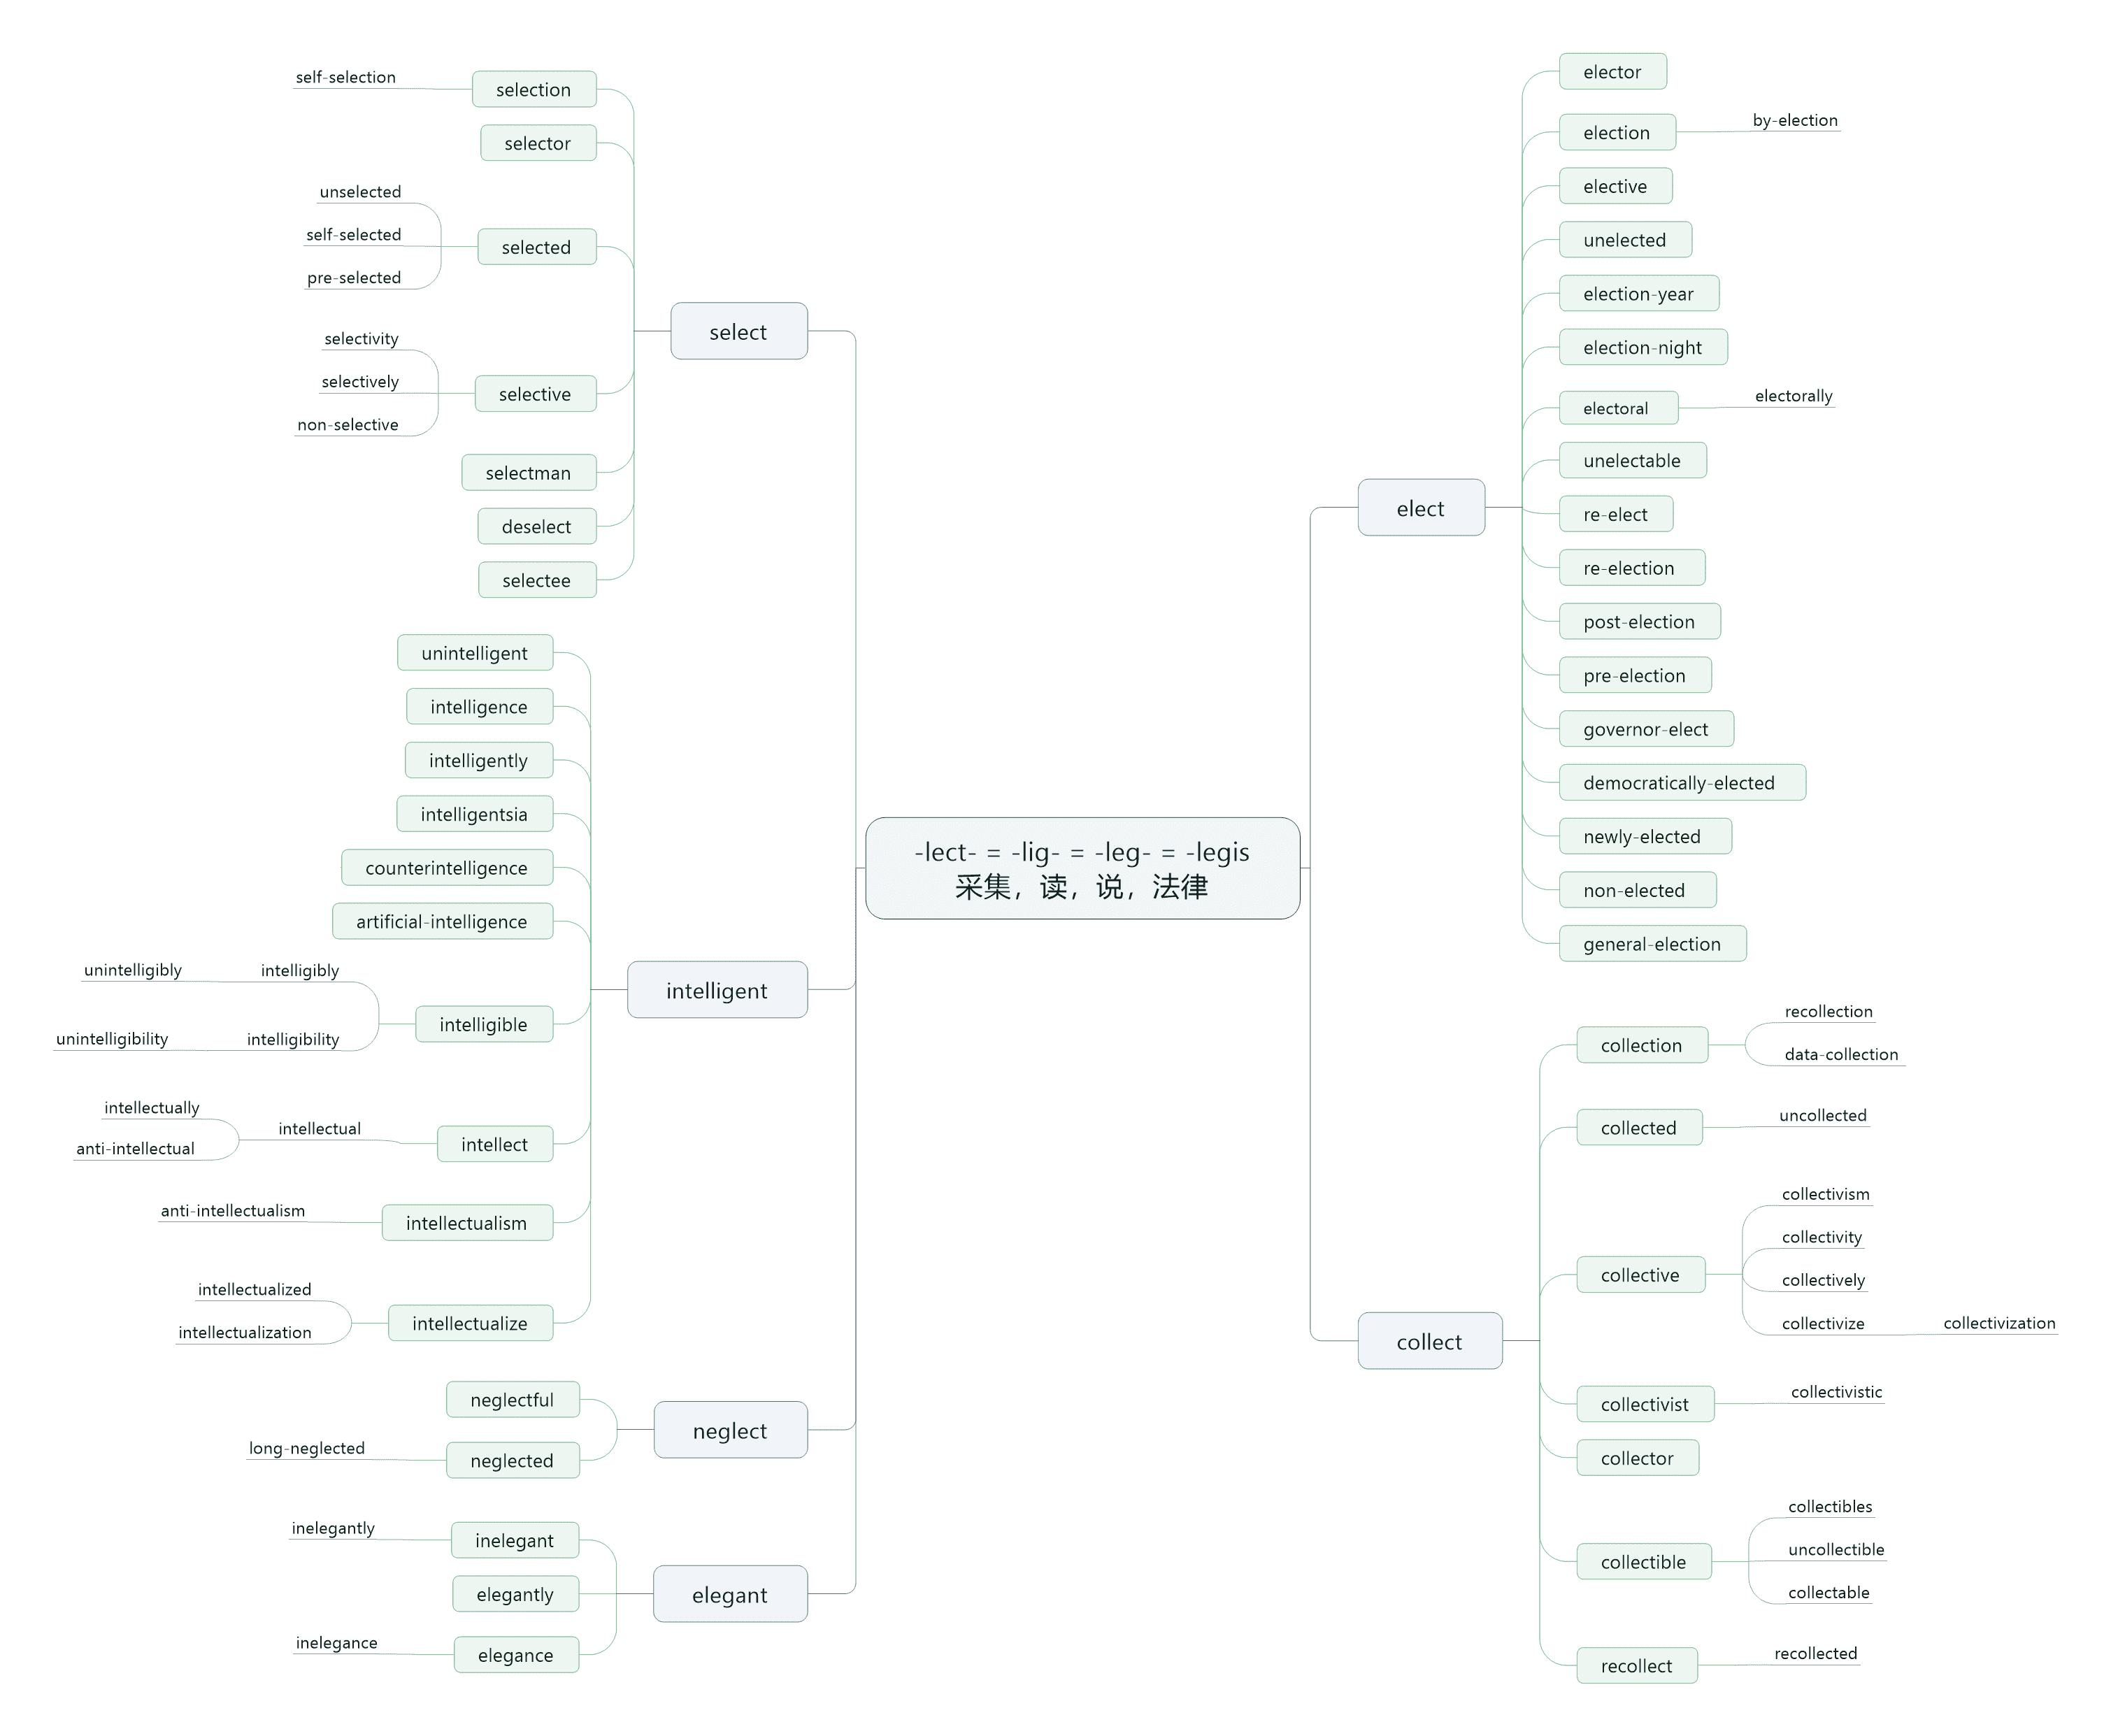 -lect- = -lig- = -leg- = -legis
采集，读，说，法律
elect
elector
election
by-election
elective
unelected
election-year
election-night
electoral
electorally
unelectable
re-elect
re-election
post-election
pre-election
governor-elect
democratically-elected
newly-elected
non-elected
general-election
collect
collection
recollection
data-collection
collected
uncollected
collective
collectivism
collectivity
collectively
collectivize
collectivization
collectivist
collectivistic
collector
collectible
collectibles
uncollectible
collectable
recollect
recollected
select
selection
self-selection
selector
selected
unselected
self-selected
pre-selected
selective
selectivity
selectively
non-selective
selectman
deselect
selectee
intelligent
unintelligent
intelligence
intelligently
intelligentsia
counterintelligence
artificial-intelligence
intelligible
intelligibly
unintelligibly
intelligibility
unintelligibility
intellect
intellectual
intellectually
anti-intellectual
intellectualism
anti-intellectualism
intellectualize
intellectualized
intellectualization
neglect
neglectful
neglected
long-neglected
elegant
inelegant
inelegantly
elegantly
elegance
inelegance